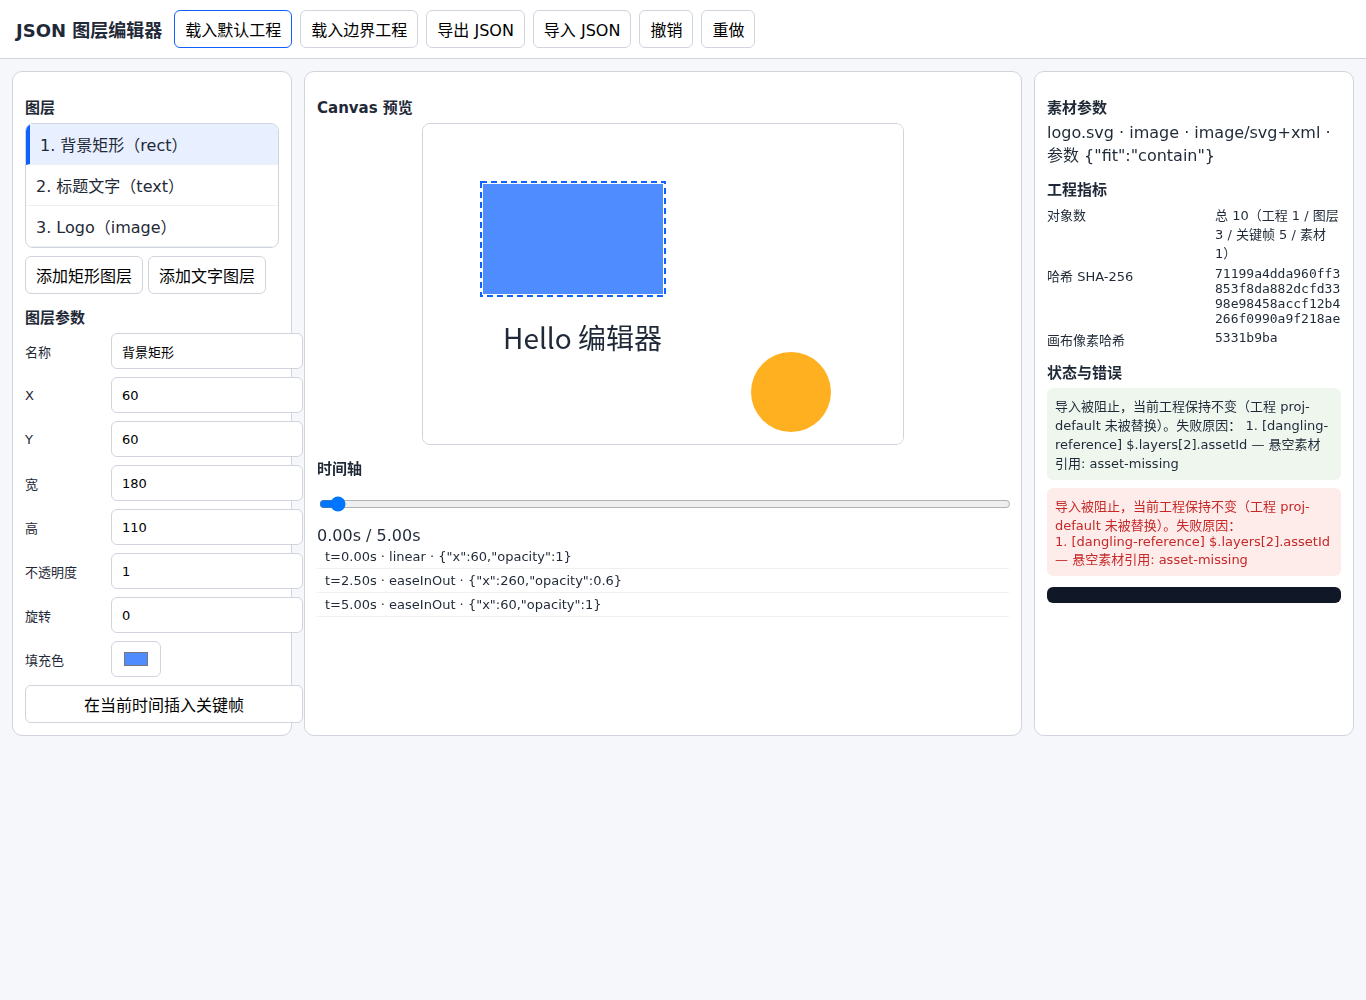 JSON 图层编辑器
载入默认工程
载入边界工程
导出 JSON
导入 JSON
撤销
重做
图层
1. 背景矩形（rect）
2. 标题文字（text）
3. Logo（image）
添加矩形图层
添加文字图层
图层参数
名称
背景矩形
X
60
Y
60
宽
180
高
110
不透明度
1
旋转
0
填充色
在当前时间插入关键帧
Canvas 预览
Hello 编辑器
时间轴
0.00s / 5.00s
t=0.00s · linear · {"x":60,"opacity":1}
t=2.50s · easeInOut · {"x":260,"opacity":0.6}
t=5.00s · easeInOut · {"x":60,"opacity":1}
素材参数
logo.svg · image · image/svg+xml ·
参数 {"fit":"contain"}
工程指标
对象数
总 10（工程 1 / 图层
3 / 关键帧 5 / 素材
1）
哈希 SHA-256
71199a4dda960ff3
853f8da882dcfd33
98e98458accf12b4
266f0990a9f218ae
画布像素哈希
5331b9ba
状态与错误
导入被阻止，当前工程保持不变（工程 proj-
default 未被替换）。失败原因： 1. [dangling-
reference] $.layers[2].assetId — 悬空素材
引用: asset-missing
导入被阻止，当前工程保持不变（工程 proj-
default 未被替换）。失败原因：
1. [dangling-reference] $.layers[2].assetId
— 悬空素材引用: asset-missing